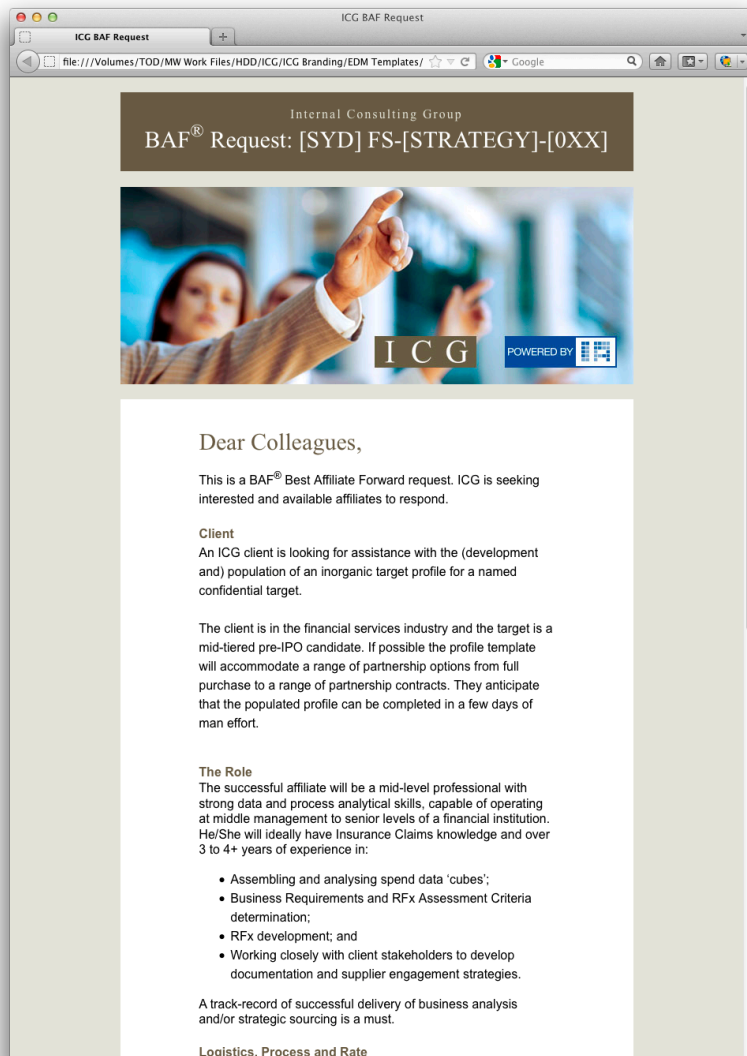 ICG BAF Request
ICG BAF Request
file:///Volumes/TOD/MW Work Files/HDD/ICG/ICG Branding/EDM Templates/
Google
Internal Consulting Group
BAF® Request: [SYD] FS-[STRATEGY]-[0XX]
I C G
POWERED BY
Dear Colleagues,
This is a BAF® Best Affiliate Forward request. ICG is seeking
interested and available affiliates to respond.
Client
An ICG client is looking for assistance with the (development
and) population of an inorganic target profile for a named
confidential target.
The client is in the financial services industry and the target is a
mid-tiered pre-IPO candidate. If possible the profile template
will accommodate a range of partnership options from full
purchase to a range of partnership contracts. They anticipate
that the populated profile can be completed in a few days of
man effort.
The Role
The successful affiliate will be a mid-level professional with
strong data and process analytical skills, capable of operating
at middle management to senior levels of a financial institution.
He/She will ideally have Insurance Claims knowledge and over
3 to 4+ years of experience in:
• Assembling and analysing spend data ‘cubes’;
• Business Requirements and RFx Assessment Criteria
determination;
• RFx development; and
• Working closely with client stakeholders to develop
documentation and supplier engagement strategies.
A track-record of successful delivery of business analysis
and/or strategic sourcing is a must.
Logistics, Process and Rate